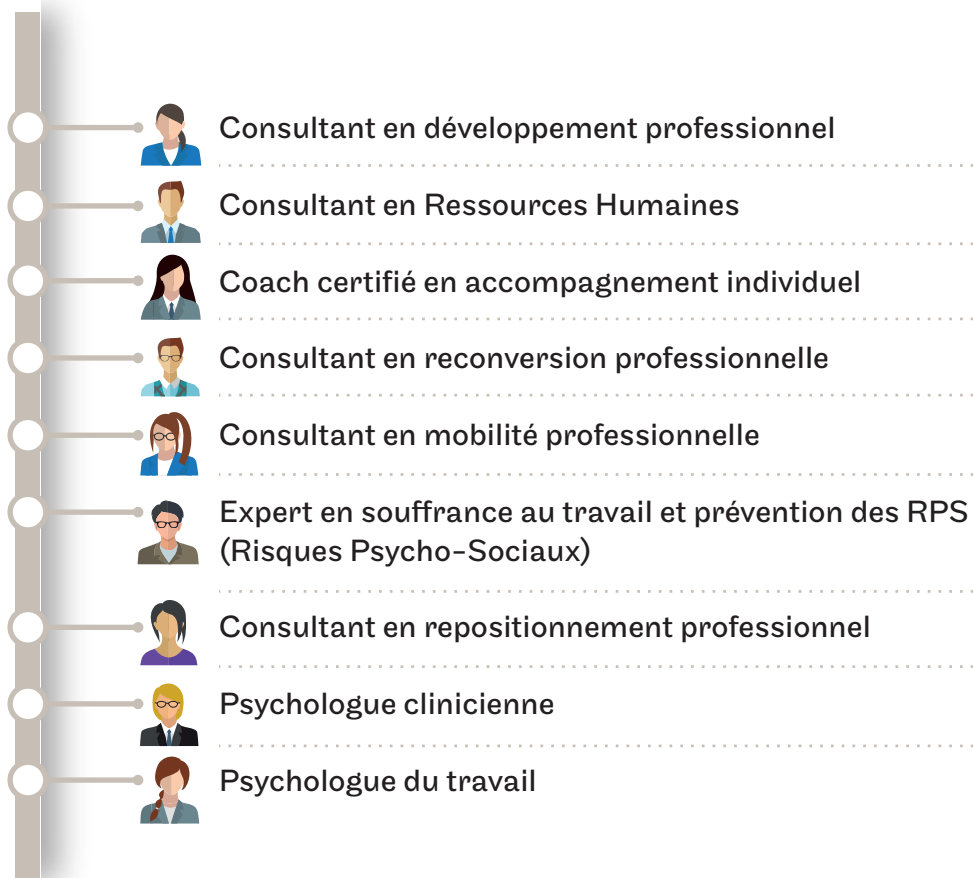 Consultant en développement professionnel
Consultant en Ressources Humaines
Coach certifié en accompagnement individuel
Consultant en reconversion professionnelle
Consultant en mobilité professionnelle
Expert en souffrance au travail et prévention des RPS
(Risques Psycho-Sociaux)
Consultant en repositionnement professionnel
Psychologue clinicienne
Psychologue du travail